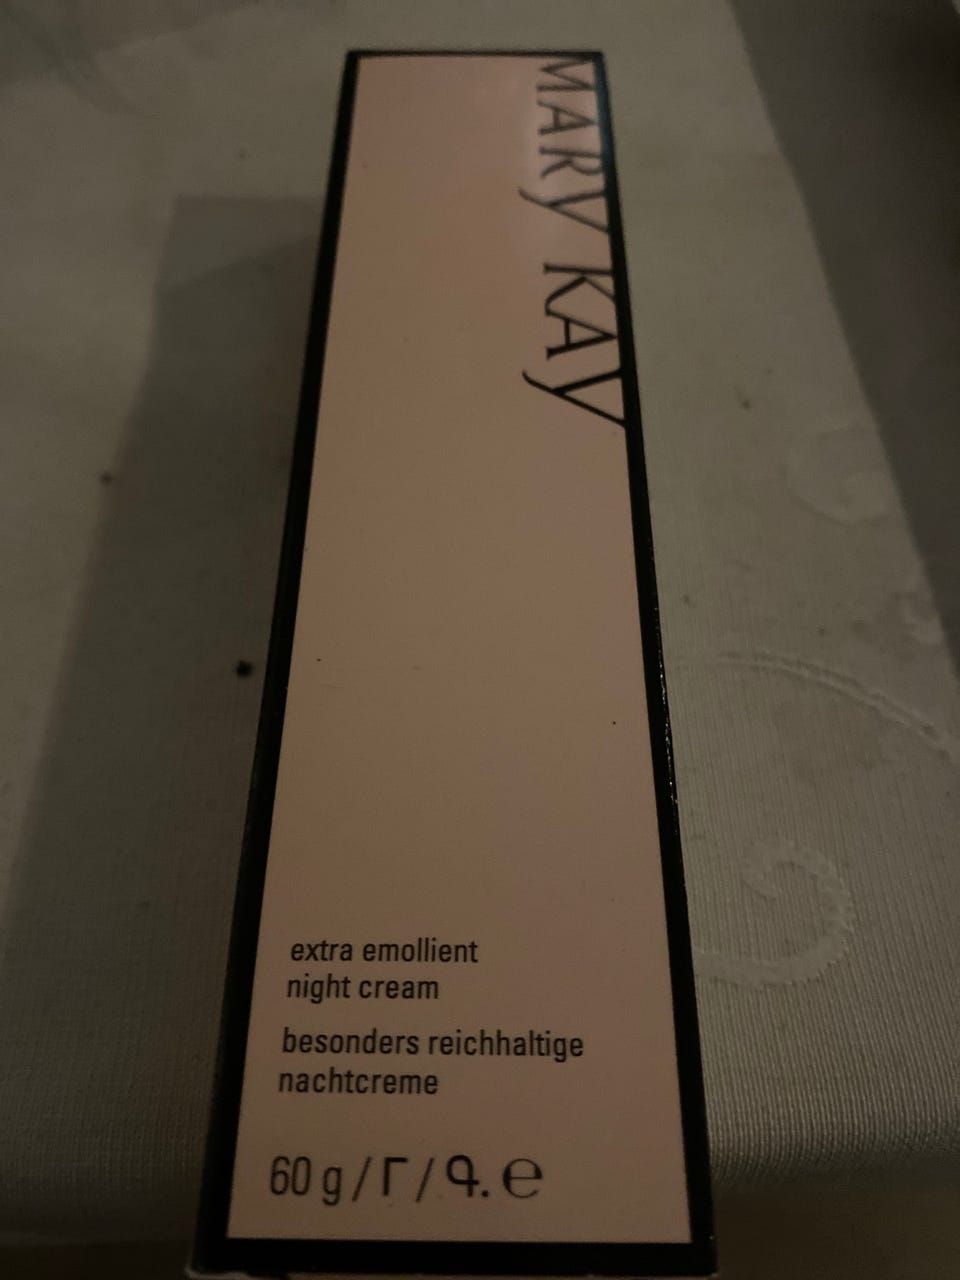 MARY KAY
extra emollient
night cream
besonders reichhaltige
nachtcreme
60 g / Г / Գ. ℮